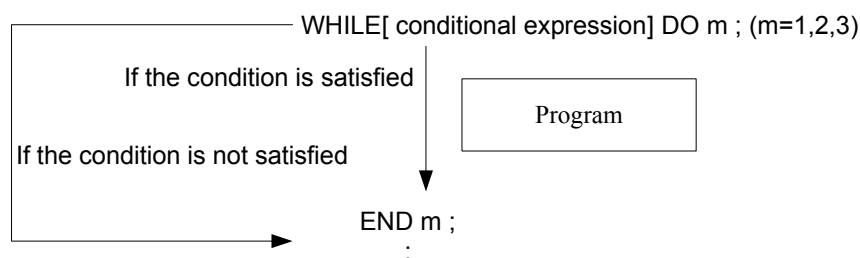 WHILE[ conditional expression] DO m ; (m=1,2,3)
If the condition is satisfied
Program
If the condition is not satisfied
END m ;
: